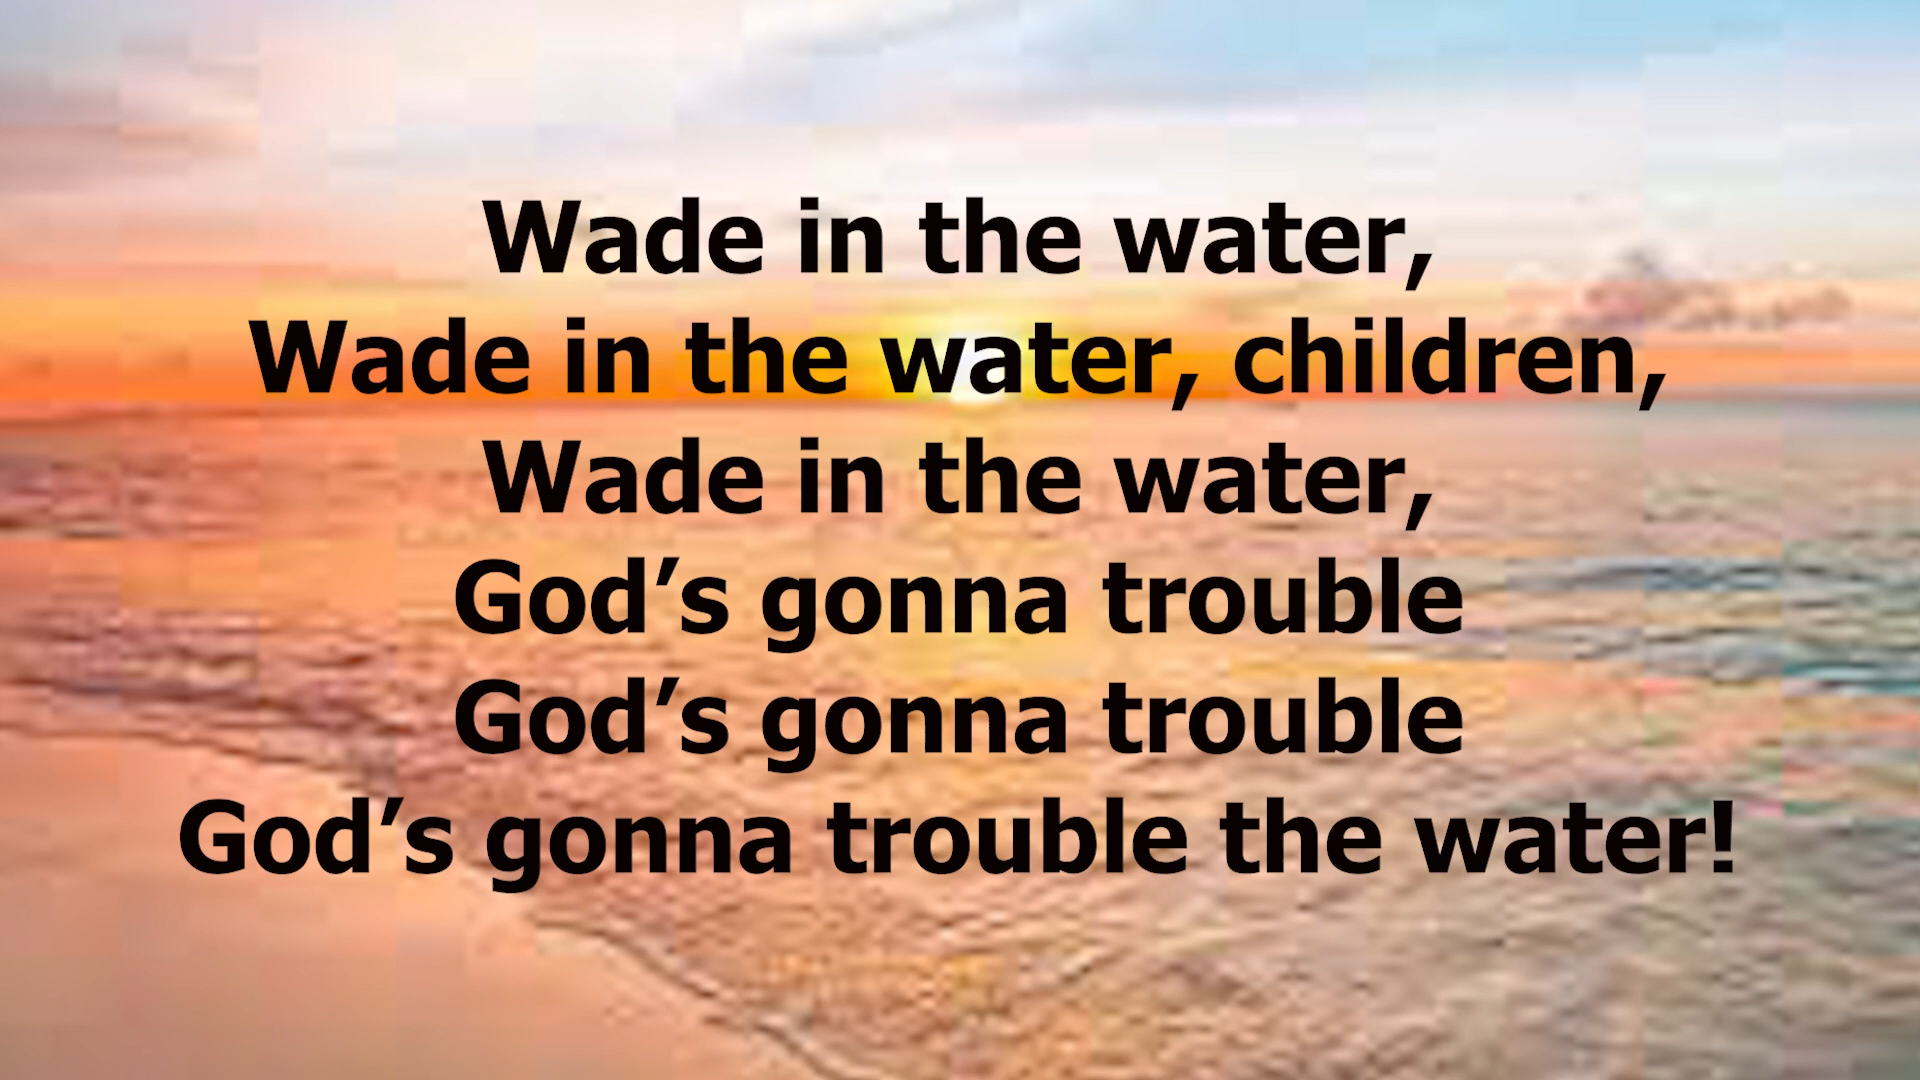 Wade in the water,
Wade in the water, children,
Wade in the water,
God’s gonna trouble
God’s gonna trouble
God’s gonna trouble the water!